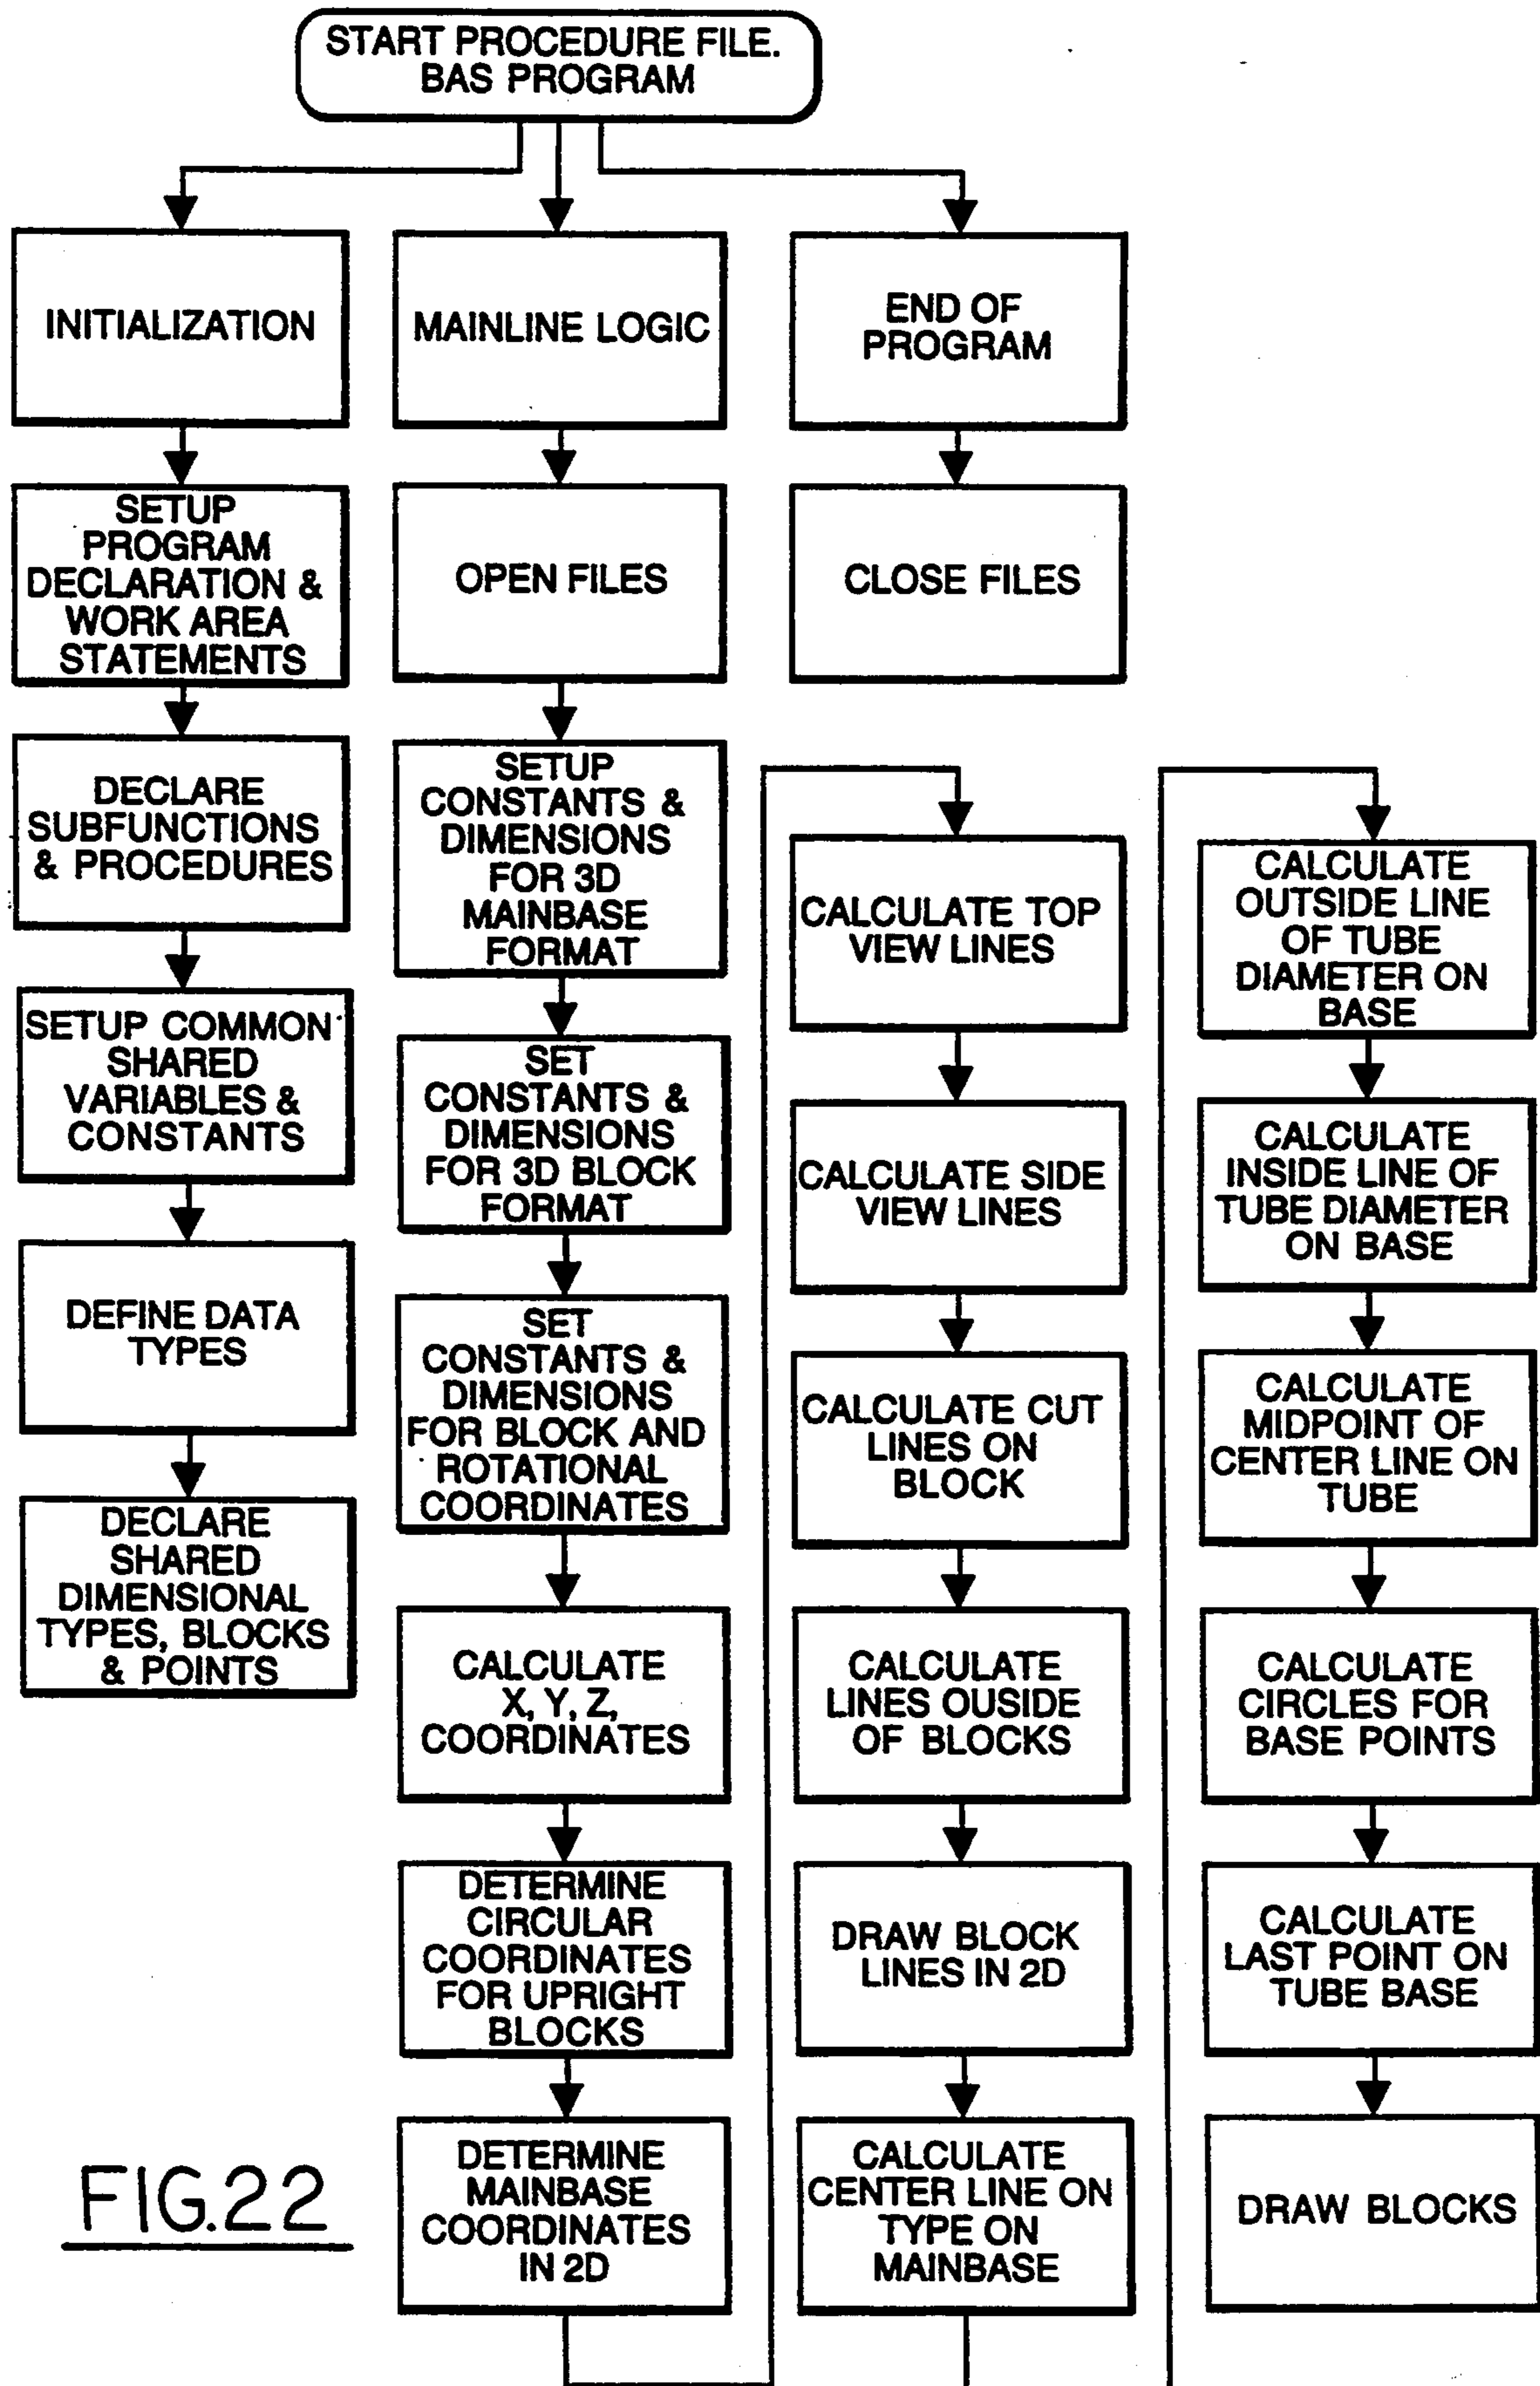 START PROCEDURE FILE.
BAS PROGRAM
INITIALIZATION
SETUP
PROGRAM
DECLARATION &
WORK AREA
STATEMENTS
DECLARE
SUBFUNCTIONS
& PROCEDURES
SETUP COMMON
SHARED
VARIABLES &
CONSTANTS
DEFINE DATA
TYPES
DECLARE
SHARED
DIMENSIONAL
TYPES, BLOCKS
& POINTS
MAINLINE LOGIC
OPEN FILES
SETUP
CONSTANTS &
DIMENSIONS
FOR 3D
MAINBASE
FORMAT
SET
CONSTANTS &
DIMENSIONS
FOR 3D BLOCK
FORMAT
SET
CONSTANTS &
DIMENSIONS
FOR BLOCK AND
ROTATIONAL
COORDINATES
CALCULATE
X, Y, Z,
COORDINATES
DETERMINE
CIRCULAR
COORDINATES
FOR UPRIGHT
BLOCKS
DETERMINE
MAINBASE
COORDINATES
IN 2D
END OF
PROGRAM
CLOSE FILES
CALCULATE TOP
VIEW LINES
CALCULATE SIDE
VIEW LINES
CALCULATE CUT
LINES ON
BLOCK
CALCULATE
LINES OUSIDE
OF BLOCKS
DRAW BLOCK
LINES IN 2D
CALCULATE
CENTER LINE ON
TYPE ON
MAINBASE
CALCULATE
OUTSIDE LINE
OF TUBE
DIAMETER ON
BASE
CALCULATE
INSIDE LINE OF
TUBE DIAMETER
ON BASE
CALCULATE
MIDPOINT OF
CENTER LINE ON
TUBE
CALCULATE
CIRCLES FOR
BASE POINTS
CALCULATE
LAST POINT ON
TUBE BASE
DRAW BLOCKS
FIG.22